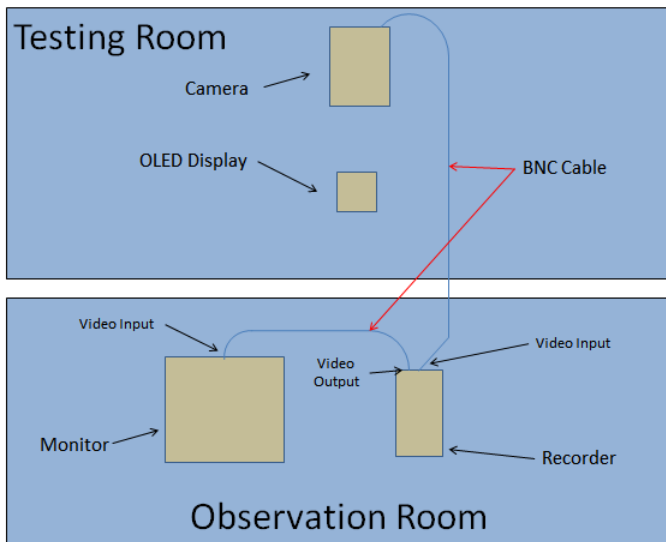 Testing Room
Camera
OLED Display
BNC Cable
Video Input
Video
Output
Video Input
Monitor
Recorder
Observation Room